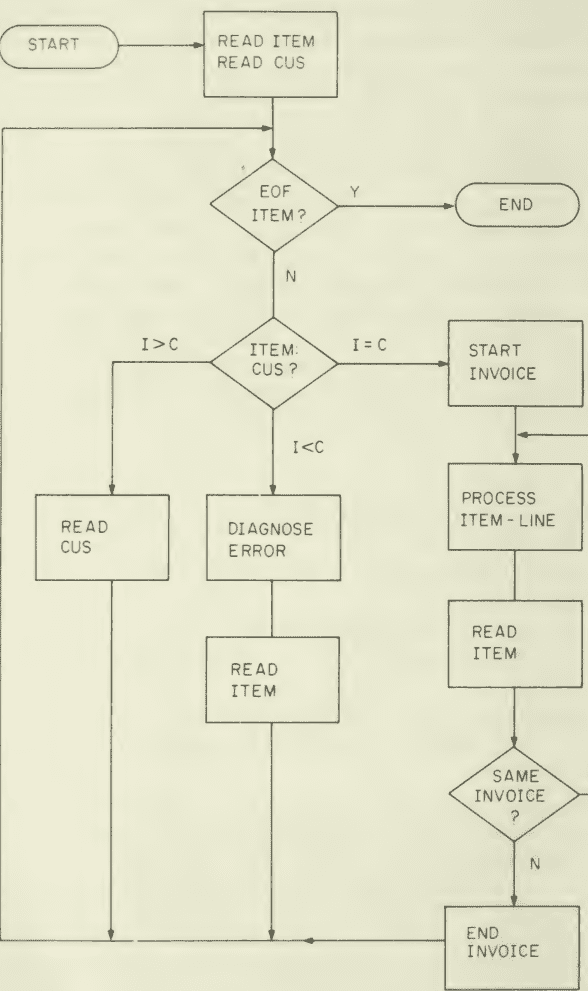 START
READ ITEM
READ CUS
EOF
ITEM?
Y
END
N
I>C
ITEM:
CUS?
I=C
START
INVOICE
I<C
READ
CUS
DIAGNOSE
ERROR
PROCESS
ITEM-LINE
READ
ITEM
READ
ITEM
SAME
INVOICE
?
N
END
INVOICE